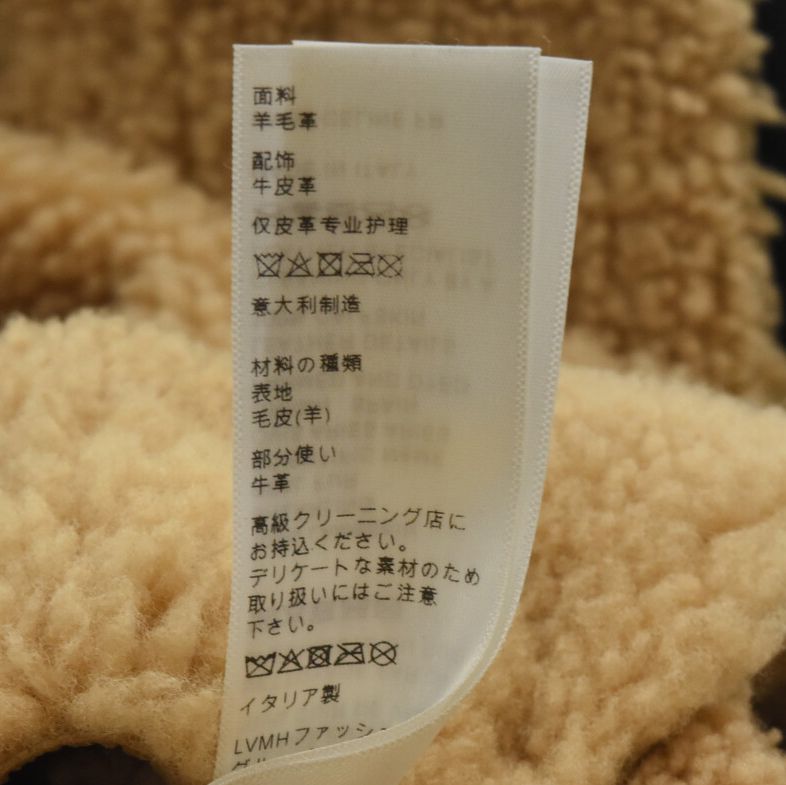 面料
羊毛革
配饰
牛皮革
仅皮革专业护理
意大利制造
材料の種類
表地
毛皮(羊)
部分使い
牛革
高級クリーニング店に
お持込ください。
デリケートな素材のため
取り扱いにはご注意
下さい。
イタリア製
LVMHファッショ